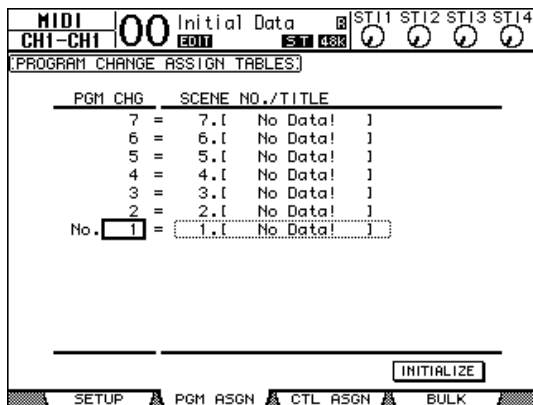 MIDI 00 Initial Data R ST1 ST2 ST3 ST4
CH1-CH1 EDIT S.T 48K
PROGRAM CHANGE ASSIGN TABLES
PGM CHG SCENE NO./TITLE
7 = 7.[ No Data! ]
6 = 6.[ No Data! ]
5 = 5.[ No Data! ]
4 = 4.[ No Data! ]
3 = 3.[ No Data! ]
2 = 2.[ No Data! ]
No. 1 = 1.[ No Data! ]
INITIALIZE
SETUP PGM ASGN CTL ASGN BULK